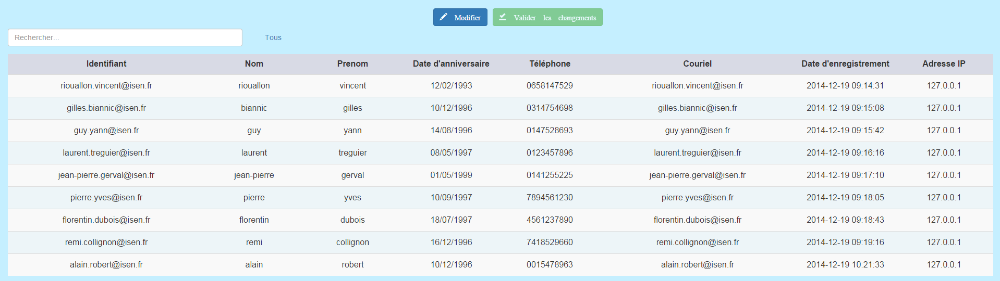 Modifier Valider les changements
Rechercher... Tous
Identifiant Nom Prenom Date d'anniversaire Téléphone Couriel Date d'enregistrement Adresse IP
riouallon.vincent@isen.fr riouallon vincent 12/02/1993 0658147529 riouallon.vincent@isen.fr 2014-12-19 09:14:31 127.0.0.1
gilles.biannic@isen.fr biannic gilles 10/12/1996 0314754698 gilles.biannic@isen.fr 2014-12-19 09:15:08 127.0.0.1
guy.yann@isen.fr guy yann 14/08/1996 0147528693 guy.yann@isen.fr 2014-12-19 09:15:42 127.0.0.1
laurent.treguier@isen.fr laurent treguier 08/05/1997 0123457896 laurent.treguier@isen.fr 2014-12-19 09:16:16 127.0.0.1
jean-pierre.gerval@isen.fr jean-pierre gerval 01/05/1999 0141255225 jean-pierre.gerval@isen.fr 2014-12-19 09:17:10 127.0.0.1
pierre.yves@isen.fr pierre yves 10/09/1997 7894561230 pierre.yves@isen.fr 2014-12-19 09:18:05 127.0.0.1
florentin.dubois@isen.fr florentin dubois 18/07/1997 4561237890 florentin.dubois@isen.fr 2014-12-19 09:18:43 127.0.0.1
remi.collignon@isen.fr remi collignon 16/12/1996 7418529660 remi.collignon@isen.fr 2014-12-19 09:19:16 127.0.0.1
alain.robert@isen.fr alain robert 10/12/1996 0015478963 alain.robert@isen.fr 2014-12-19 10:21:33 127.0.0.1